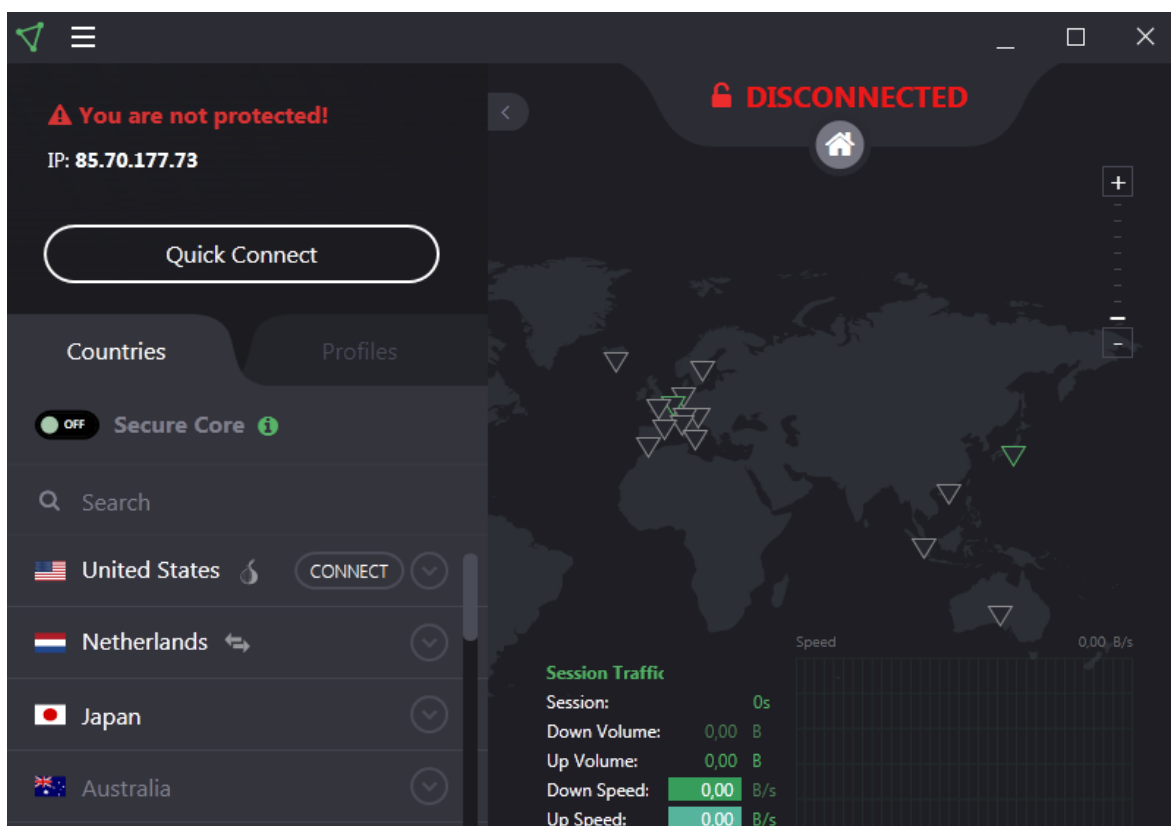 You are not protected!
IP: 85.70.177.73
Quick Connect
Countries
Profiles
OFF Secure Core
Search
United States CONNECT
Netherlands
Japan
Australia
DISCONNECTED
+
-
Speed 0,00 B/s
Session Traffic
Session: 0s
Down Volume: 0,00 B
Up Volume: 0,00 B
Down Speed: 0,00 B/s
Up Speed: 0,00 B/s